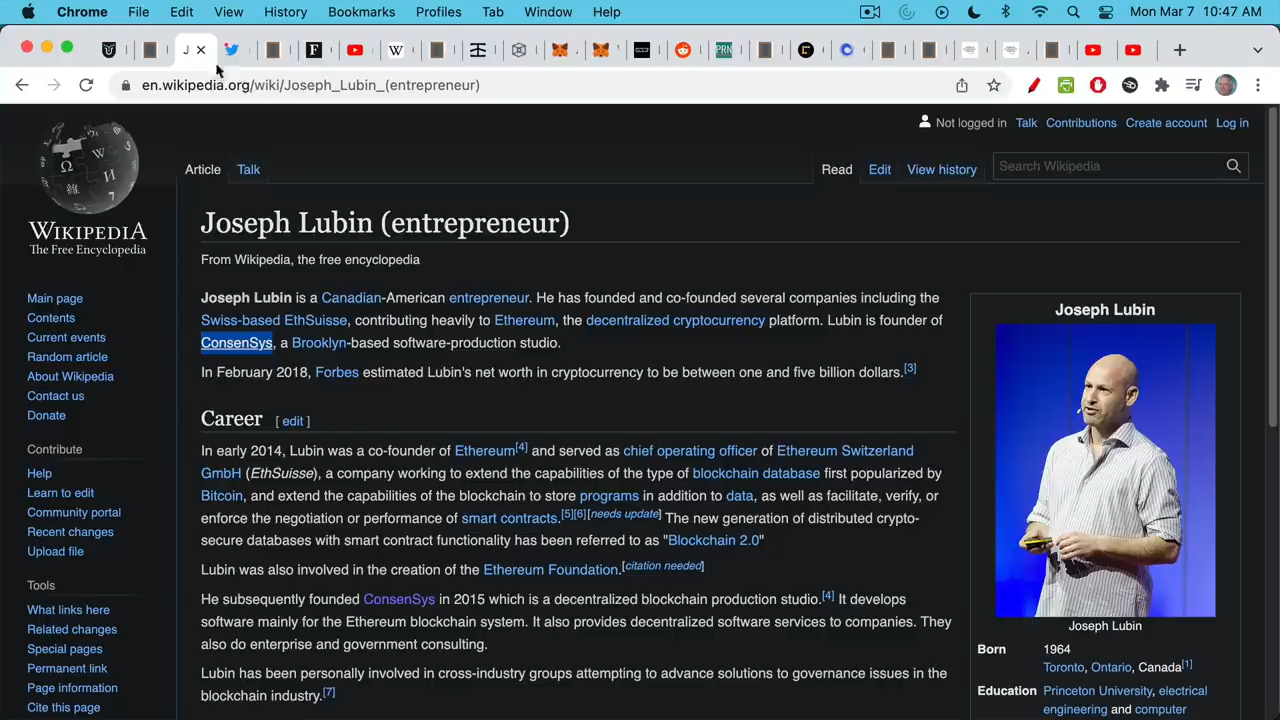 Chrome File Edit View History Bookmarks Profiles Tab Window Help Mon Mar 7 10:47 AM
J
en.wikipedia.org/wiki/Joseph_Lubin_(entrepreneur)
Not logged in Talk Contributions Create account Log in
Article Talk Read Edit View history Search Wikipedia
WIKIPEDIA
The Free Encyclopedia
Main page
Contents
Current events
Random article
About Wikipedia
Contact us
Donate
Contribute
Help
Learn to edit
Community portal
Recent changes
Upload file
Tools
What links here
Related changes
Special pages
Permanent link
Page information
Cite this page
Joseph Lubin (entrepreneur)
From Wikipedia, the free encyclopedia
Joseph Lubin is a Canadian-American entrepreneur. He has founded and co-founded several companies including the
Swiss-based EthSuisse, contributing heavily to Ethereum, the decentralized cryptocurrency platform. Lubin is founder of
ConsenSys, a Brooklyn-based software-production studio.
In February 2018, Forbes estimated Lubin's net worth in cryptocurrency to be between one and five billion dollars.[3]
Career [ edit ]
In early 2014, Lubin was a co-founder of Ethereum[4] and served as chief operating officer of Ethereum Switzerland
GmbH (EthSuisse), a company working to extend the capabilities of the type of blockchain database first popularized by
Bitcoin, and extend the capabilities of the blockchain to store programs in addition to data, as well as facilitate, verify, or
enforce the negotiation or performance of smart contracts.[5][6][needs update] The new generation of distributed crypto-
secure databases with smart contract functionality has been referred to as "Blockchain 2.0"
Lubin was also involved in the creation of the Ethereum Foundation.[citation needed]
He subsequently founded ConsenSys in 2015 which is a decentralized blockchain production studio.[4] It develops
software mainly for the Ethereum blockchain system. It also provides decentralized software services to companies. They
also do enterprise and government consulting.
Lubin has been personally involved in cross-industry groups attempting to advance solutions to governance issues in the
blockchain industry.[7]
Joseph Lubin
Joseph Lubin
Born 1964
Toronto, Ontario, Canada[1]
Education Princeton University, electrical
engineering and computer